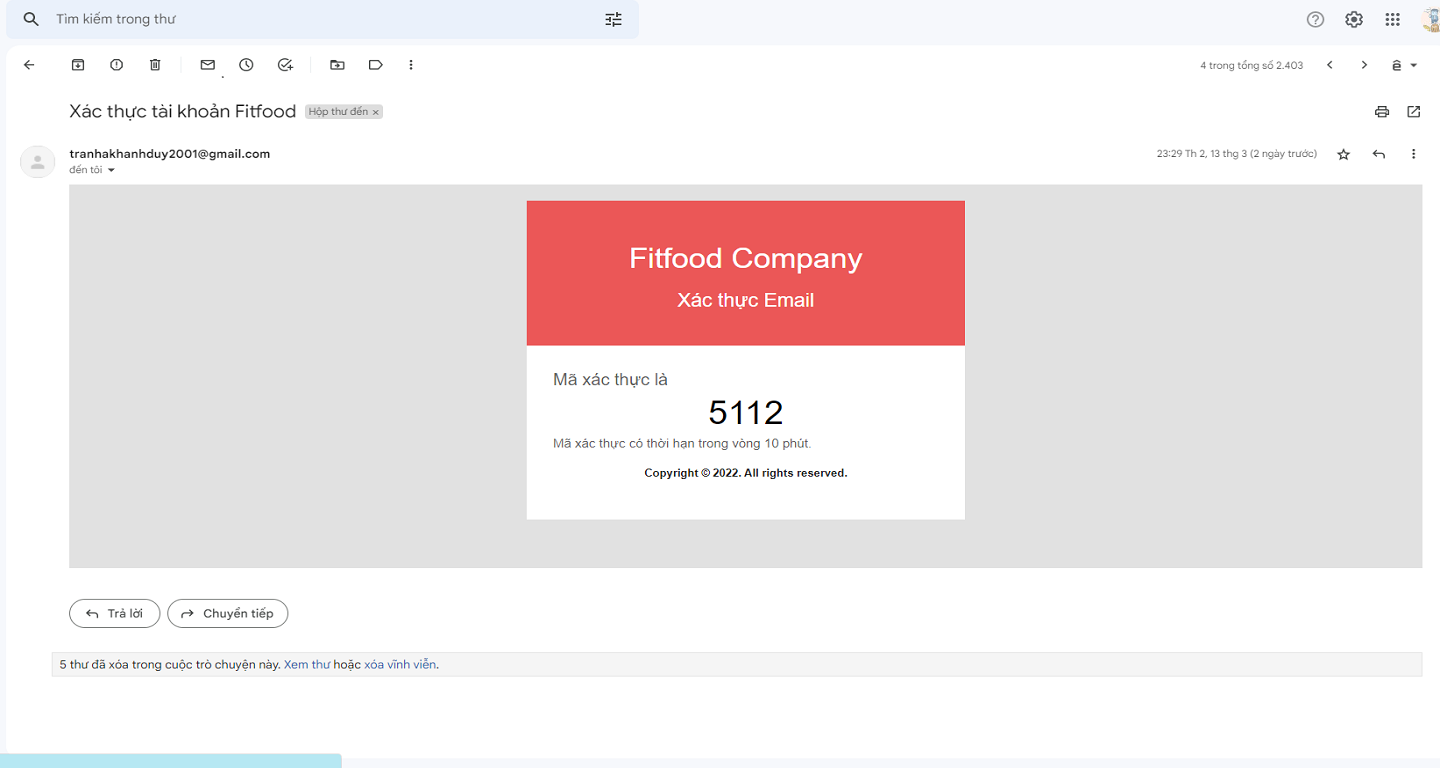 Tìm kiếm trong thư
4 trong tổng số 2.403
Xác thực tài khoản Fitfood
Hộp thư đến ×
tranhakhanhduy2001@gmail.com
23:29 Th 2, 13 thg 3 (2 ngày trước)
đến tôi
Fitfood Company
Xác thực Email
Mã xác thực là
5112
Mã xác thực có thời hạn trong vòng 10 phút.
Copyright © 2022. All rights reserved.
Trả lời
Chuyển tiếp
5 thư đã xóa trong cuộc trò chuyện này. Xem thư hoặc xóa vĩnh viễn.